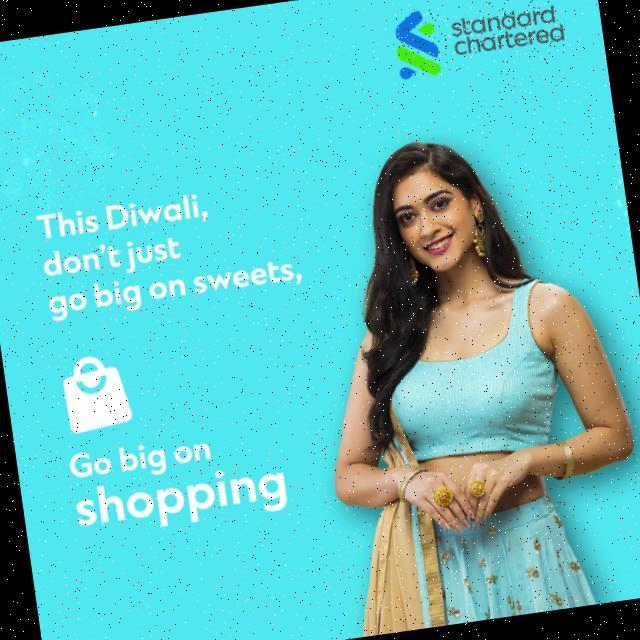 standard
chartered
This Diwali,
don't just
go big on sweets,
Go big on
shopping